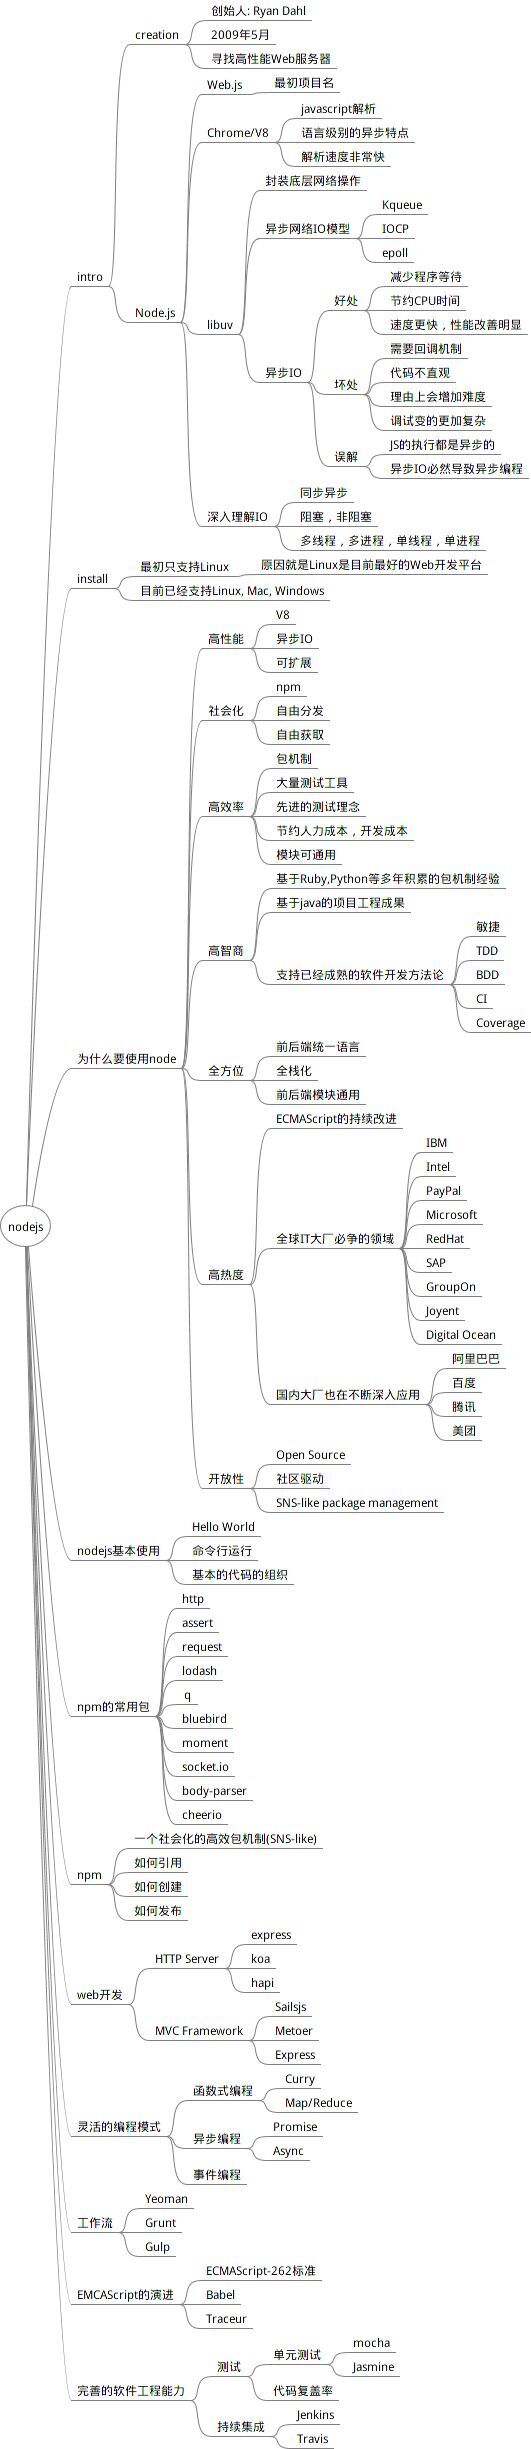 创始人: Ryan Dahl
creation
2009年5月
寻找高性能Web服务器
Web.js
最初项目名
javascript解析
Chrome/V8
语言级别的异步特点
解析速度非常快
封装底层网络操作
Kqueue
异步网络IO模型
IOCP
epoll
intro
减少程序等待
好处
节约CPU时间
Node.js
libuv
速度更快，性能改善明显
需要回调机制
异步IO
坏处
代码不直观
理由上会增加难度
调试变的更加复杂
误解
JS的执行都是异步的
异步IO必然导致异步编程
同步异步
深入理解IO
阻塞，非阻塞
多线程，多进程，单线程，单进程
install
最初只支持Linux
原因就是Linux是目前最好的Web开发平台
目前已经支持Linux, Mac, Windows
V8
高性能
异步IO
可扩展
npm
社会化
自由分发
自由获取
包机制
大量测试工具
高效率
先进的测试理念
节约人力成本，开发成本
模块可通用
基于Ruby,Python等多年积累的包机制经验
基于java的项目工程成果
高智商
敏捷
TDD
支持已经成熟的软件开发方法论
BDD
CI
Coverage
为什么要使用node
前后端统一语言
全方位
全栈化
前后端模块通用
ECMAScript的持续改进
IBM
Intel
PayPal
Microsoft
nodejs
全球IT大厂必争的领域
RedHat
SAP
高热度
GroupOn
Joyent
Digital Ocean
阿里巴巴
国内大厂也在不断深入应用
百度
腾讯
美团
Open Source
开放性
社区驱动
SNS-like package management
Hello World
nodejs基本使用
命令行运行
基本的代码的组织
http
assert
request
lodash
q
npm的常用包
bluebird
moment
socket.io
body-parser
cheerio
一个社会化的高效包机制(SNS-like)
npm
如何引用
如何创建
如何发布
express
HTTP Server
koa
hapi
web开发
Sailsjs
MVC Framework
Metoer
Express
Curry
函数式编程
Map/Reduce
灵活的编程模式
Promise
异步编程
Async
事件编程
Yeoman
工作流
Grunt
Gulp
ECMAScript-262标准
EMCAScript的演进
Babel
Traceur
mocha
单元测试
测试
Jasmine
完善的软件工程能力
代码复盖率
Jenkins
持续集成
Travis